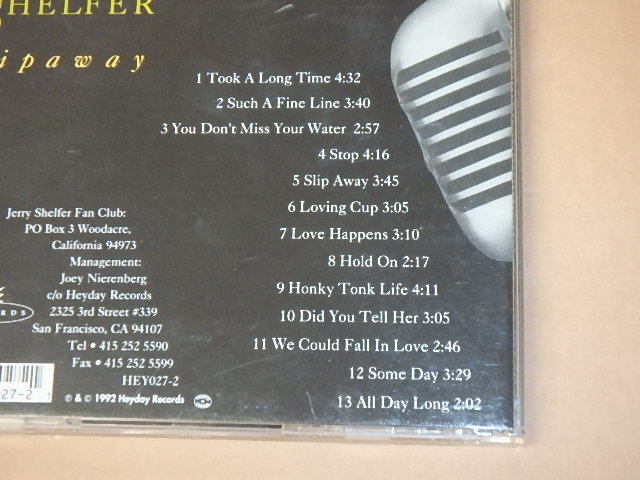 SHELFER
ipaway
1 Took A Long Time 4:32
2 Such A Fine Line 3:40
3 You Don't Miss Your Water 2:57
4 Stop 4:16
5 Slip Away 3:45
6 Loving Cup 3:05
7 Love Happens 3:10
8 Hold On 2:17
9 Honky Tonk Life 4:11
10 Did You Tell Her 3:05
11 We Could Fall In Love 2:46
12 Some Day 3:29
13 All Day Long 2:02
Jerry Shelfer Fan Club:
PO Box 3 Woodacre,
California 94973
Management:
Joey Nierenberg
c/o Heyday Records
2325 3rd Street #339
San Francisco, CA 94107
Tel • 415 252 5590
Fax • 415 252 5599
HEY027-2
ORDS
027-2 1
℗ & © 1992 Heyday Records